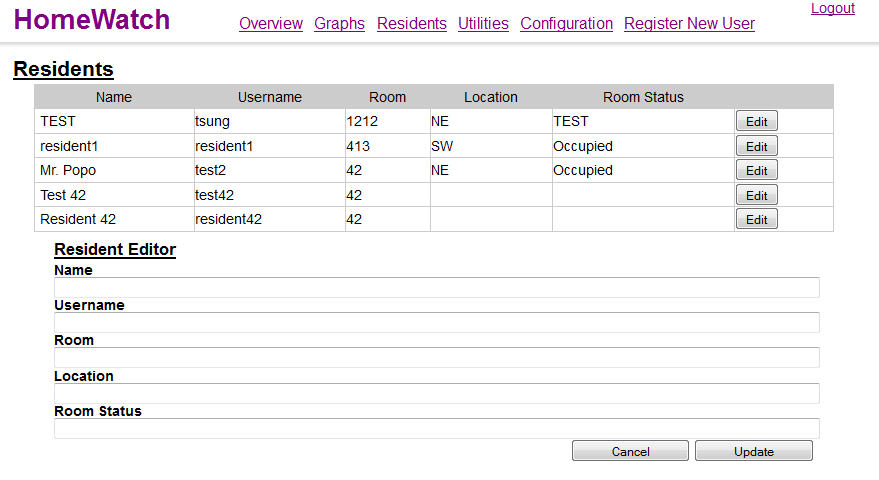 HomeWatch Overview Graphs Residents Utilities Configuration Register New User Logout
Residents
Name Username Room Location Room Status
TEST tsung 1212 NE TEST Edit
resident1 resident1 413 SW Occupied Edit
Mr. Popo test2 42 NE Occupied Edit
Test 42 test42 42 Edit
Resident 42 resident42 42 Edit
Resident Editor
Name
Username
Room
Location
Room Status
Cancel Update